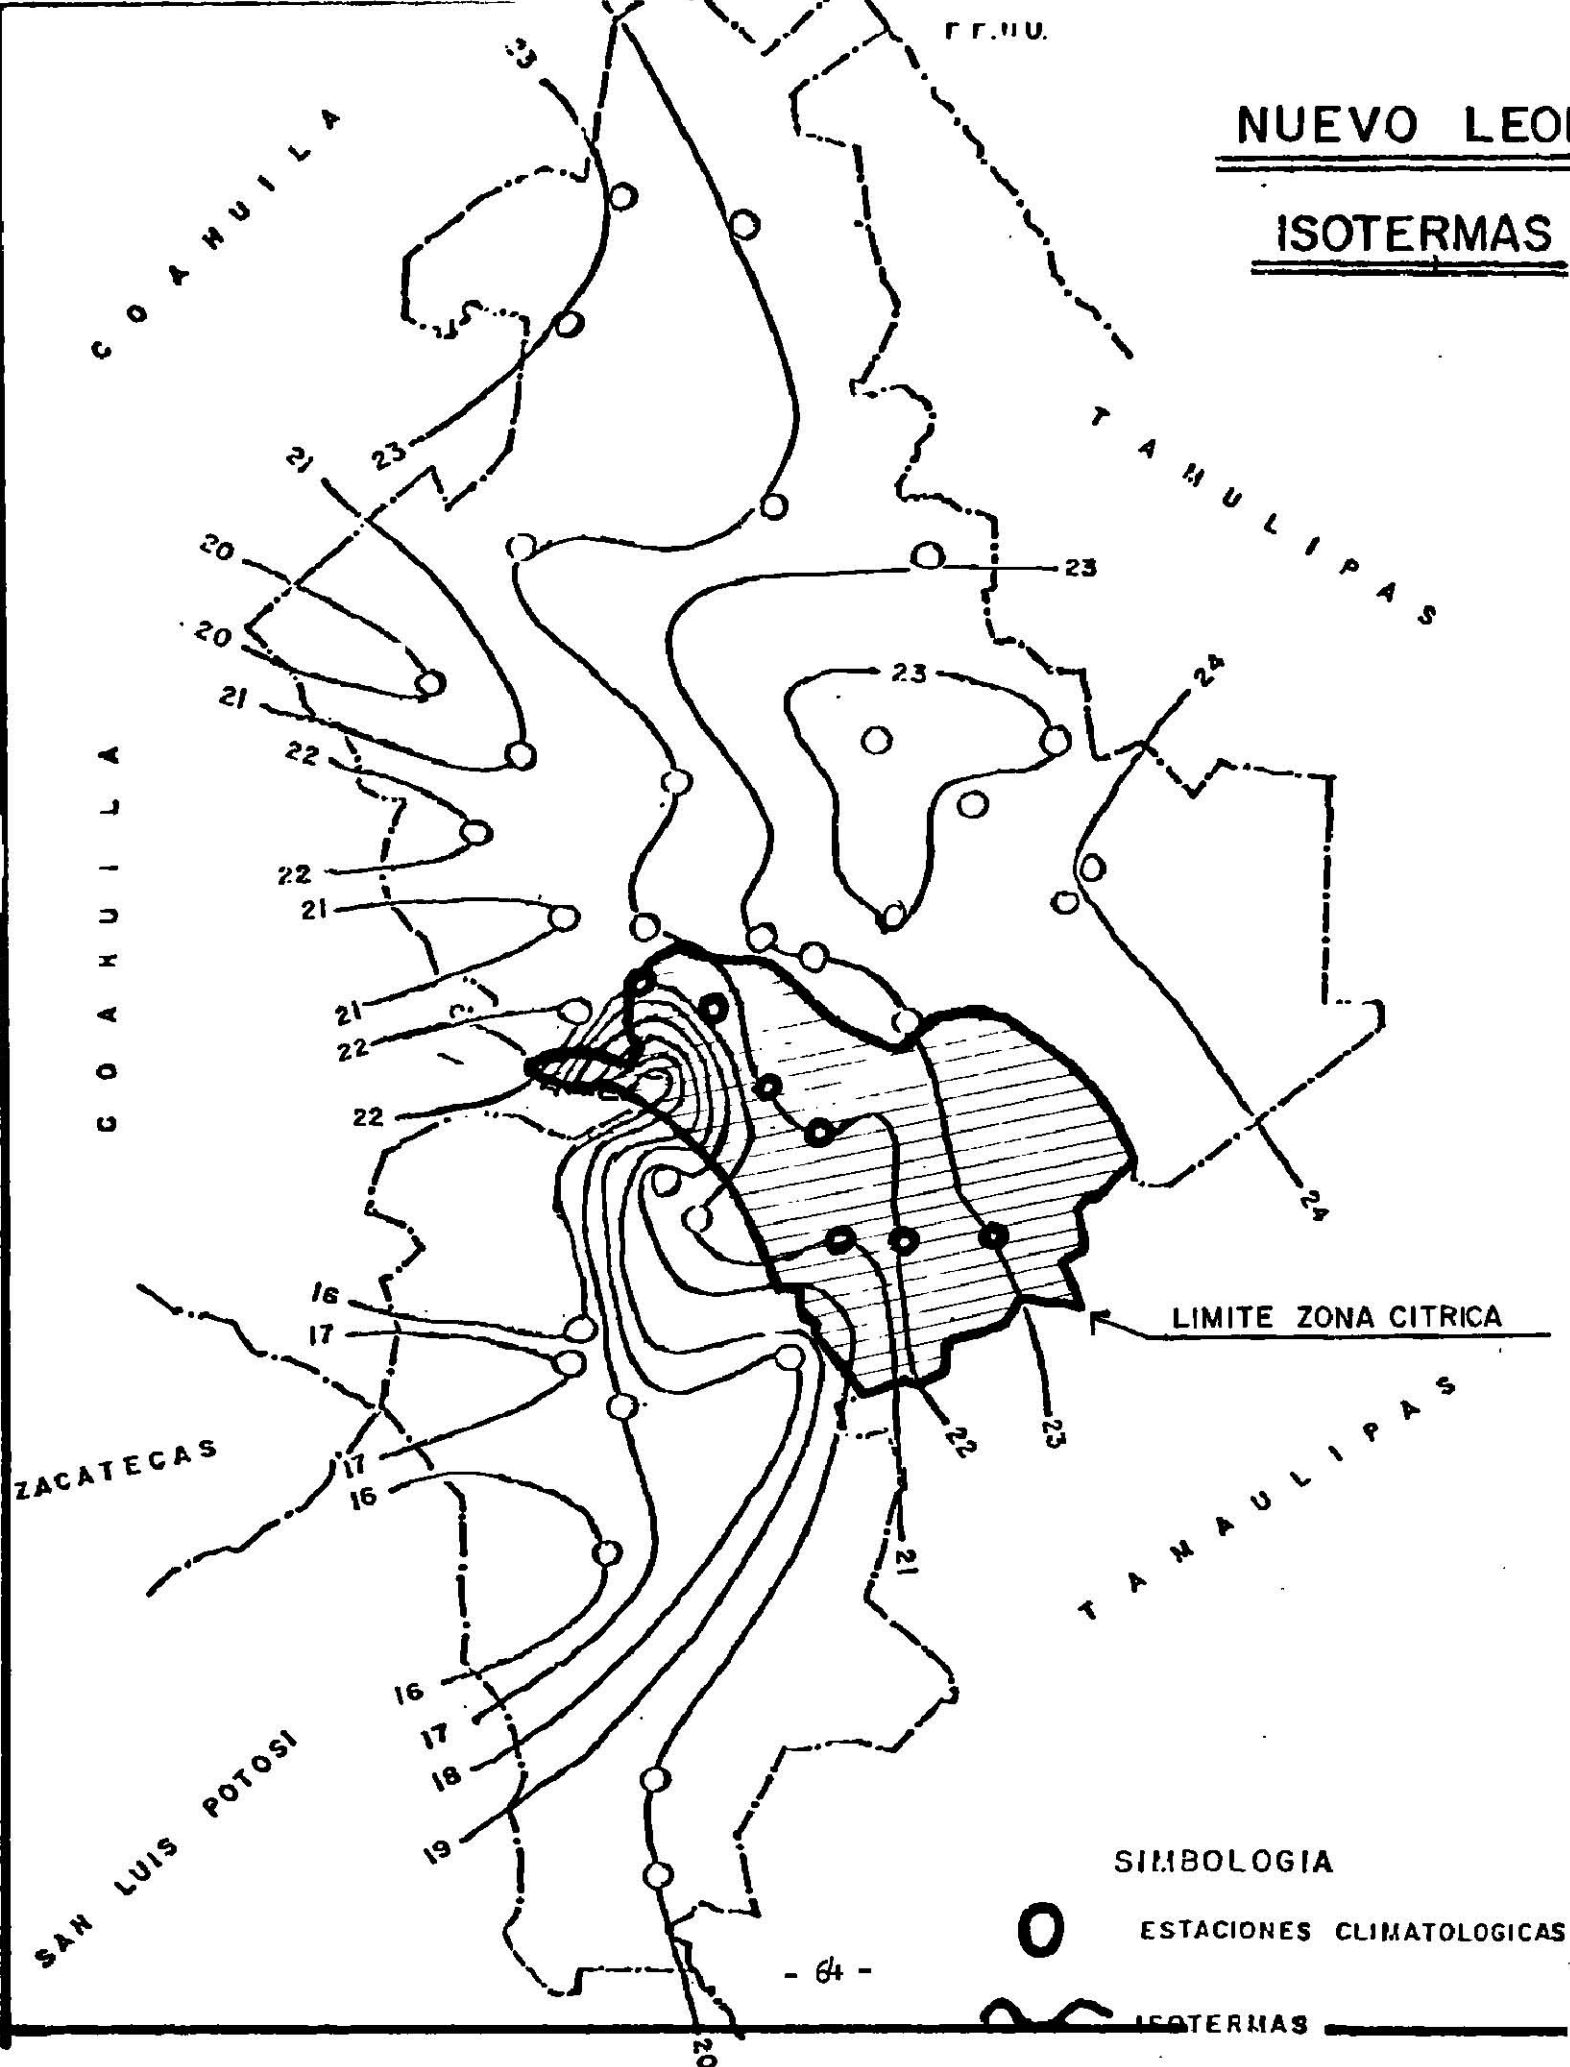 NUEVO LEO
ISOTERMAS
COAHUILA
TAMULIPAS
COAHUILA
23
23
21
20
20
21
22
22
21
21
22
22
23
23
24
24
LIMITE ZONA CITRICA
16
17
17
16
ZACATECAS
22
23
21
TAMAULIPAS
16
17
18
19
SAN LUIS POTOSI
SIMBOLOGIA
ESTACIONES CLIMATOLOGICAS
- 64 -
ISOTERMAS
20